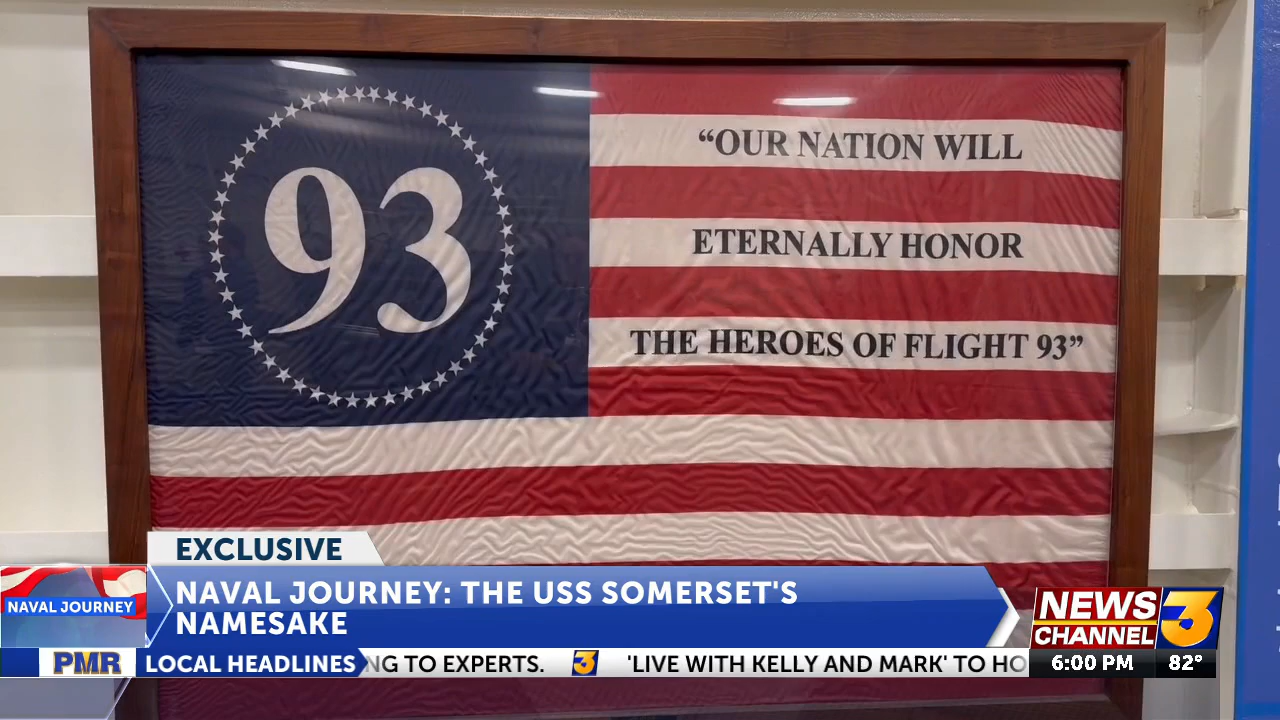 93
“OUR NATION WILL
ETERNALLY HONOR
THE HEROES OF FLIGHT 93”
EXCLUSIVE
NAVAL JOURNEY: THE USS SOMERSET'S
NAMESAKE
NAVAL JOURNEY
NEWS
CHANNEL 3
PMR LOCAL HEADLINES NG TO EXPERTS. 3 'LIVE WITH KELLY AND MARK' TO HO
6:00 PM 82°